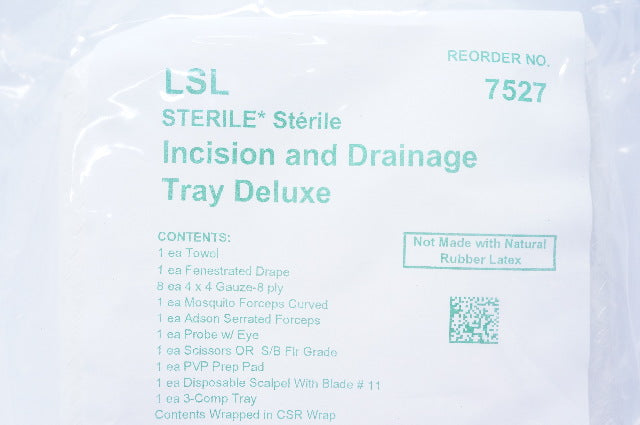 REORDER NO.
LSL
7527
STERILE* Stérile
Incision and Drainage
Tray Deluxe
CONTENTS:
1 ea Towel
1 ea Fenestrated Drape
8 ea 4 x 4 Gauze-8 ply
1 ea Mosquito Forceps Curved
1 ea Adson Serrated Forceps
1 ea Probe w/ Eye
1 ea Scissors OR S/B Flr Grade
1 ea PVP Prep Pad
1 ea Disposable Scalpel With Blade # 11
1 ea 3-Comp Tray
Contents Wrapped in CSR Wrap
Not Made with Natural
Rubber Latex